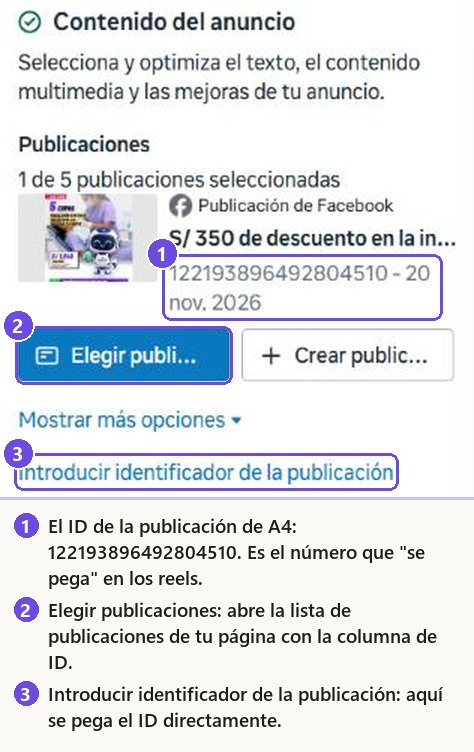 Contenido del anuncio
Selecciona y optimiza el texto, el contenido
multimedia y las mejoras de tu anuncio.
Publicaciones
1 de 5 publicaciones seleccionadas
Publicación de Facebook
S/ 350 de descuento en la in...
1
122193896492804510 - 20
nov. 2026
2
Elegir publi...
+ Crear public...
Mostrar más opciones
3
Introducir identificador de la publicación
1 El ID de la publicación de A4:
122193896492804510. Es el número que "se
pega" en los reels.
2 Elegir publicaciones: abre la lista de
publicaciones de tu página con la columna de
ID.
3 Introducir identificador de la publicación: aquí
se pega el ID directamente.